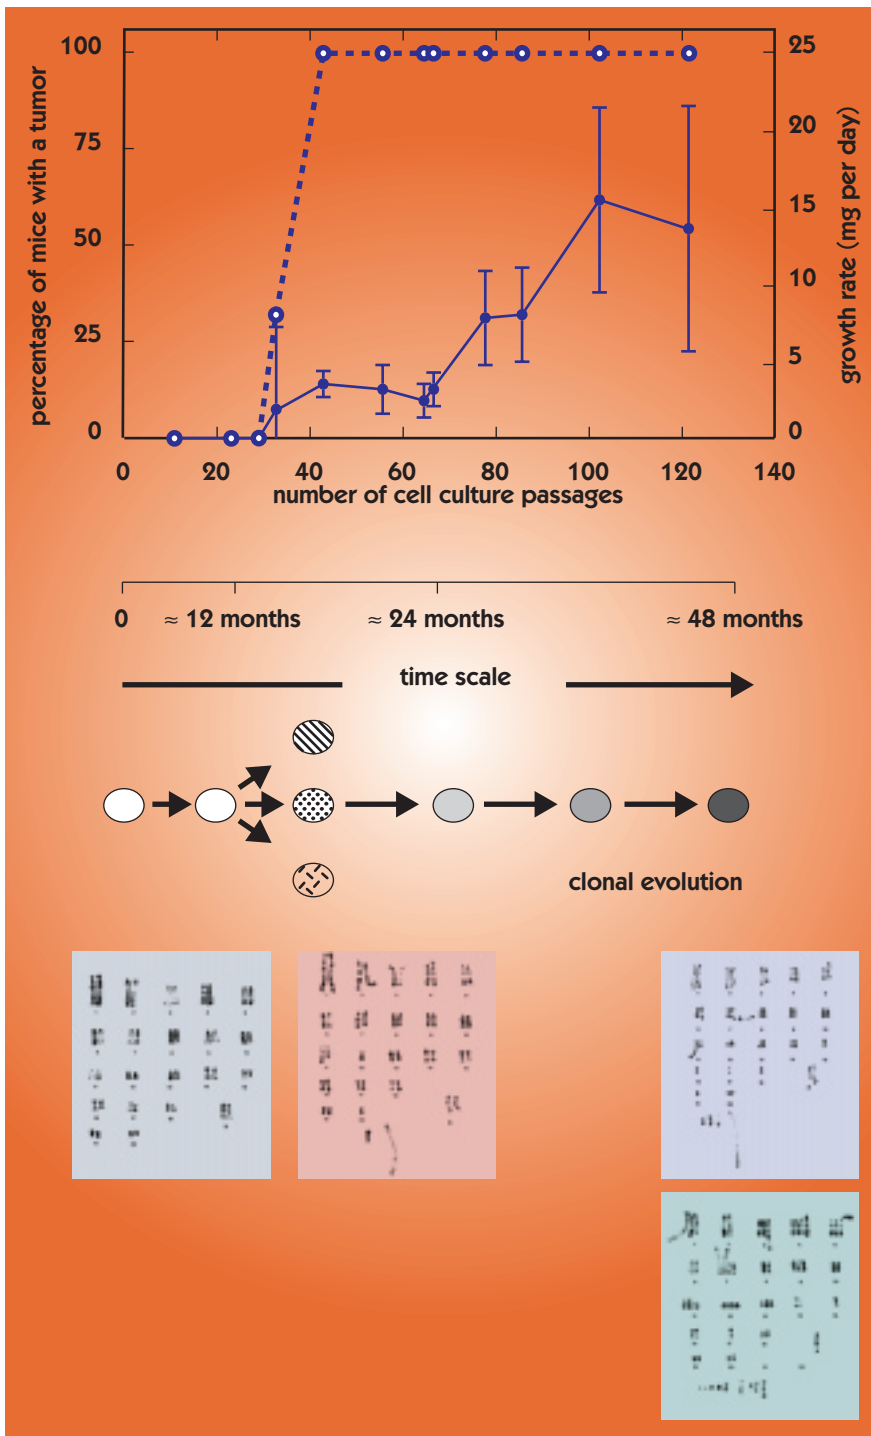 percentage of mice with a tumor
100
75
50
25
0
25
20
15
10
5
0
growth rate (mg per day)
0 20 40 60 80 100 120 140
number of cell culture passages
0 ≈ 12 months ≈ 24 months ≈ 48 months
time scale
clonal evolution